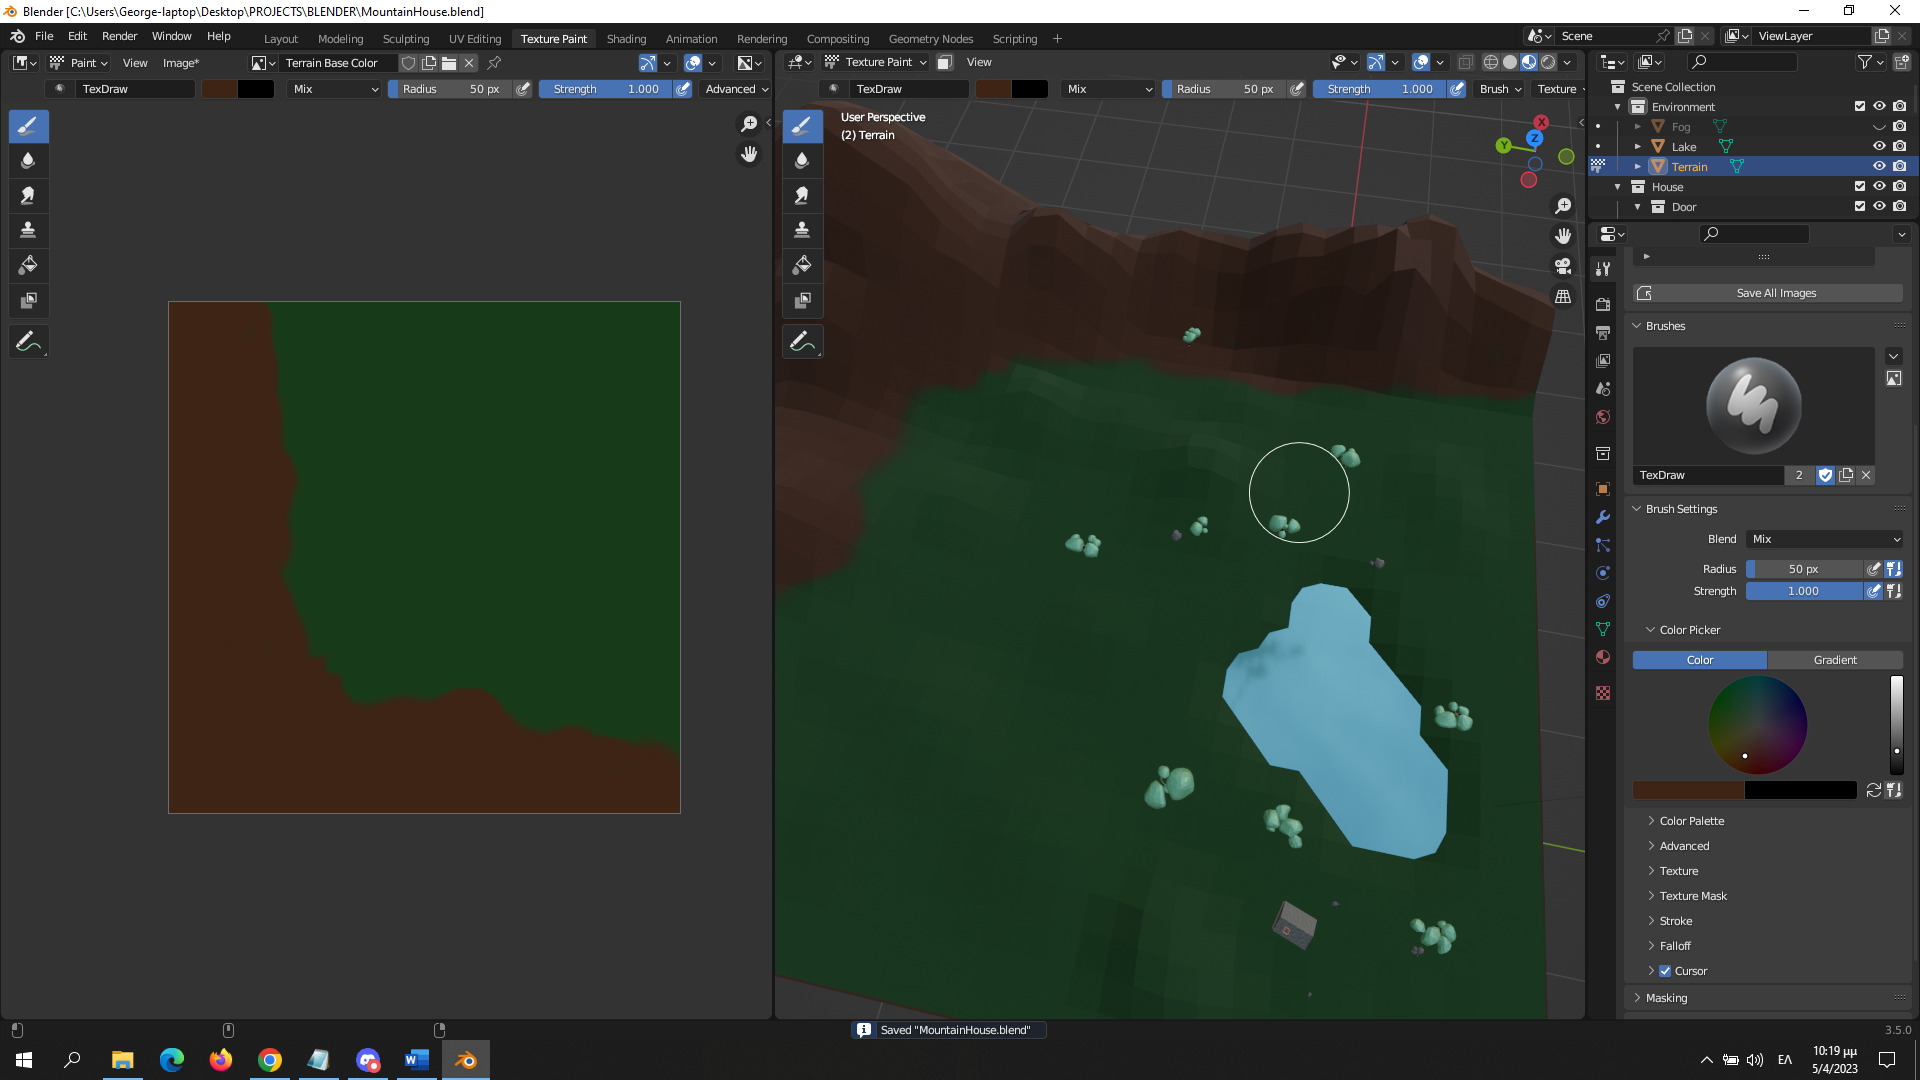 Blender [C:\Users\George-laptop\Desktop\PROJECTS\BLENDER\MountainHouse.blend]
File Edit Render Window Help Layout Modeling Sculpting UV Editing Texture Paint Shading Animation Rendering Compositing Geometry Nodes Scripting + Scene ViewLayer
Paint View Image* Terrain Base Color Texture Paint View
TexDraw Mix Radius 50 px Strength 1.000 Advanced TexDraw Mix Radius 50 px Strength 1.000 Brush Texture
User Perspective
(2) Terrain
X
Y
Z
Scene Collection
Environment
Fog
Lake
Terrain
House
Door
Save All Images
Brushes
TexDraw 2
Brush Settings
Blend Mix
Radius 50 px
Strength 1.000
Color Picker
Color Gradient
Color Palette
Advanced
Texture
Texture Mask
Stroke
Falloff
Cursor
Masking
Saved "MountainHouse.blend"
3.5.0
ΕΛ
10:19 μμ
5/4/2023